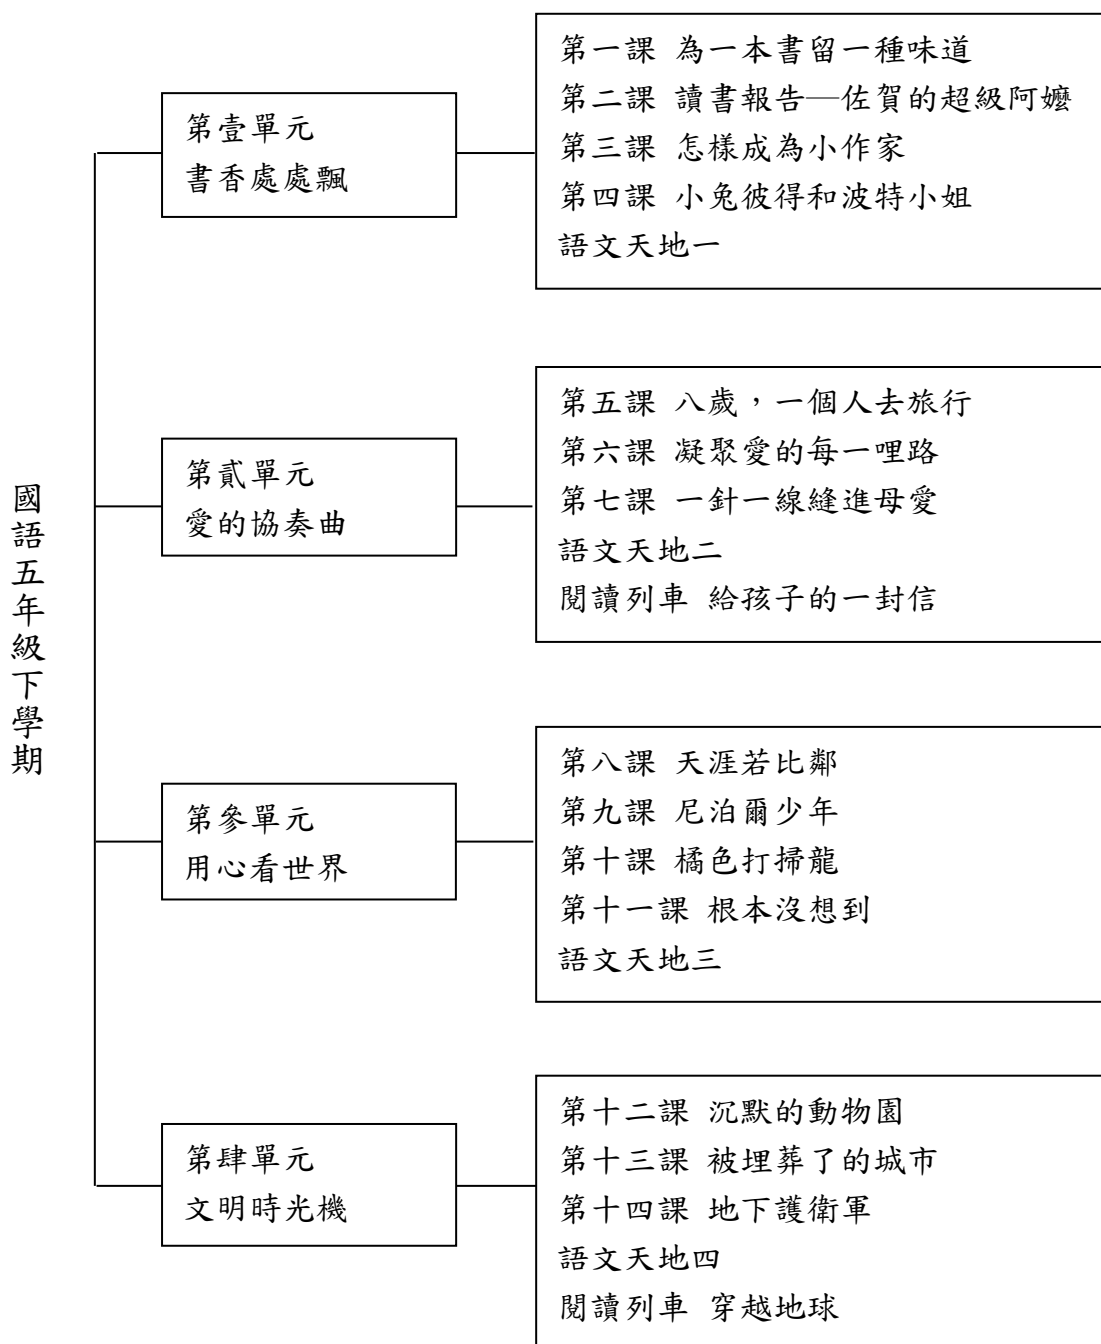 國語五年級下學期
第壹單元
書香處處飄
第一課 為一本書留一種味道
第二課 讀書報告—佐賀的超級阿嬤
第三課 怎樣成為小作家
第四課 小兔彼得和波特小姐
語文天地一
第貳單元
愛的協奏曲
第五課 八歲，一個人去旅行
第六課 凝聚愛的每一哩路
第七課 一針一線縫進母愛
語文天地二
閱讀列車 給孩子的一封信
第參單元
用心看世界
第八課 天涯若比鄰
第九課 尼泊爾少年
第十課 橘色打掃龍
第十一課 根本沒想到
語文天地三
第肆單元
文明時光機
第十二課 沉默的動物園
第十三課 被埋葬了的城市
第十四課 地下護衛軍
語文天地四
閱讀列車 穿越地球